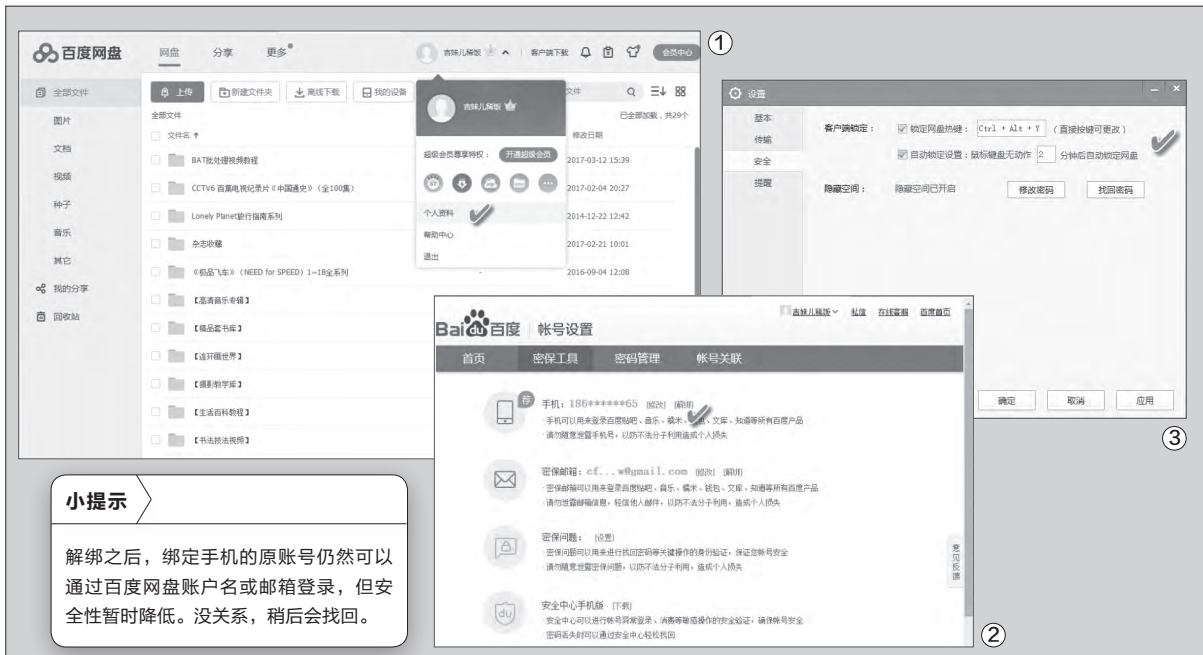 百度网盘
网盘 分享 更多
吉妹儿稀饭 客户端下载 会员中心
①
全部文件
图片
文档
视频
种子
音乐
其它
我的分享
回收站
上传 新建文件夹 离线下载 我的设备 文件
全部文件 已全部加载，共29个
文件名 修改日期
BAT批处理视频教程 2017-03-12 15:39
CCTV6 百集电视纪录片《中国通史》（全100集） 2017-02-04 20:27
Lonely Planet旅行指南系列 2014-12-22 12:42
杂志收藏 2017-02-21 10:01
《极品飞车》（NEED for SPEED）1-18全系列 - 2016-09-04 12:08
【高清音乐专辑】
【精品套书库】
【连环画世界】
【摄影教学库】
【生活百科教程】
【书法技法视频】
吉妹儿稀饭
超级会员尊享特权： 开通超级会员
个人资料
帮助中心
退出
设置
基本
传输
安全
提醒
客户端锁定： 锁定网盘热键： Ctrl + Alt + Y （直接按键可更改）
自动锁定设置：鼠标键盘无动作 2 分钟后自动锁定网盘
隐藏空间： 隐藏空间已开启 修改密码 找回密码
确定 取消 应用
③
吉妹儿稀饭 私信 在线客服 百度首页
Bai du 百度 帐号设置
首页 密保工具 密码管理 帐号关联
荐
手机：186******65 [修改] [解绑]
·手机可以用来登录百度贴吧、音乐、糯米、钱包、文库、知道等所有百度产品
·请勿随意泄露手机号，以防不法分子利用造成个人损失
密保邮箱：cf...w@gmail.com [修改] [解绑]
·密保邮箱可以用来登录百度贴吧、音乐、糯米、钱包、文库、知道等所有百度产品
·请勿泄露邮箱信息，轻信他人邮件，以防不法分子利用，造成个人损失
密保问题： [设置]
·密保问题可以用来进行找回密码等关键操作的身份验证，保证您帐号安全
·请勿随意泄露密保问题，以防不法分子利用，造成个人损失
安全中心手机版 [下载]
·安全中心可以进行帐号异常登录、消费等敏感操作的安全验证，确保帐号安全
·密码丢失时可以通过安全中心轻松找回
意见反馈
②
小提示
解绑之后，绑定手机的原账号仍然可以
通过百度网盘账户名或邮箱登录，但安
全性暂时降低。没关系，稍后会找回。